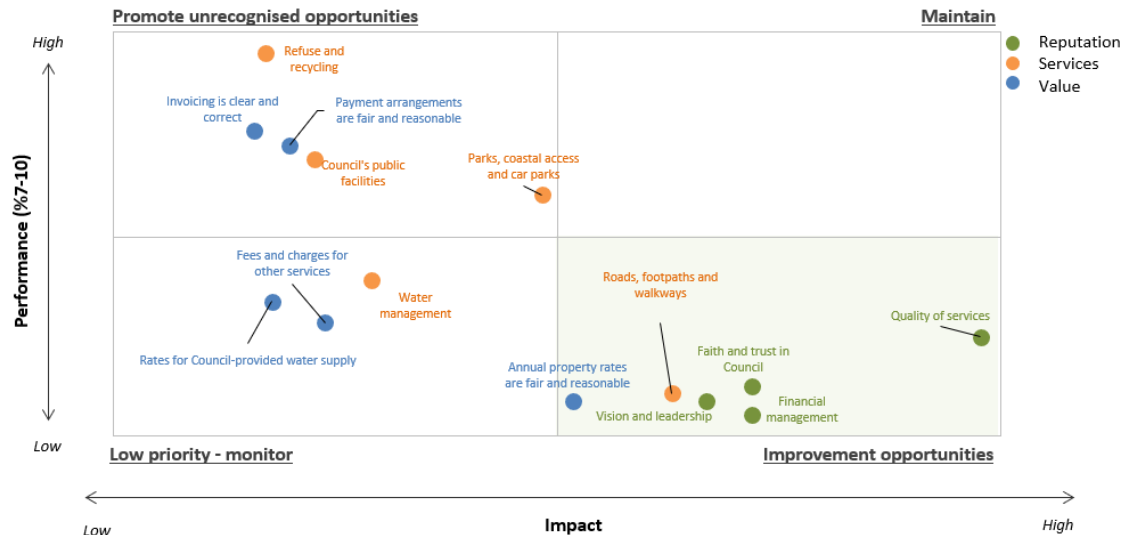 Promote unrecognised opportunities
Maintain
High
Refuse and
recycling
Reputation
Services
Value
Invoicing is clear and
correct
Payment arrangements
are fair and reasonable
Council's public
facilities
Parks, coastal access
and car parks
Performance (%7-10)
Fees and charges for
other services
Water
management
Rates for Council-provided water supply
Roads, footpaths and
walkways
Quality of services
Faith and trust in
Council
Annual property rates
are fair and reasonable
Vision and leadership
Financial
management
Low
Low priority - monitor
Improvement opportunities
Low
Impact
High